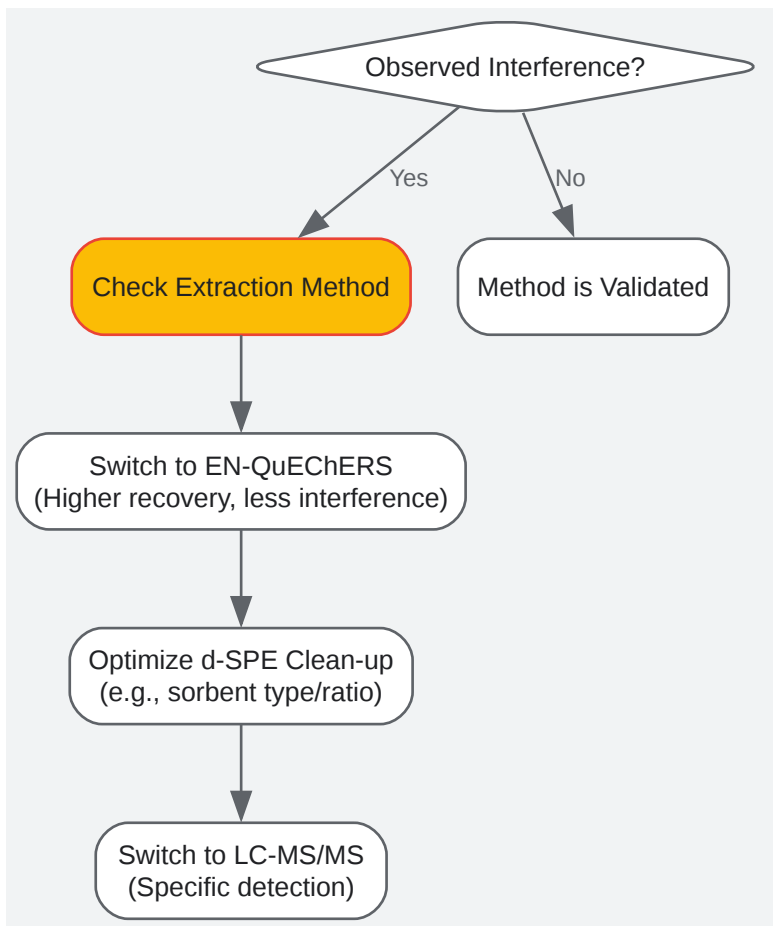 Observed Interference?
Yes
No
Check Extraction Method
Method is Validated
Switch to EN-QuEChERS
(Higher recovery, less interference)
Optimize d-SPE Clean-up
(e.g., sorbent type/ratio)
Switch to LC-MS/MS
(Specific detection)